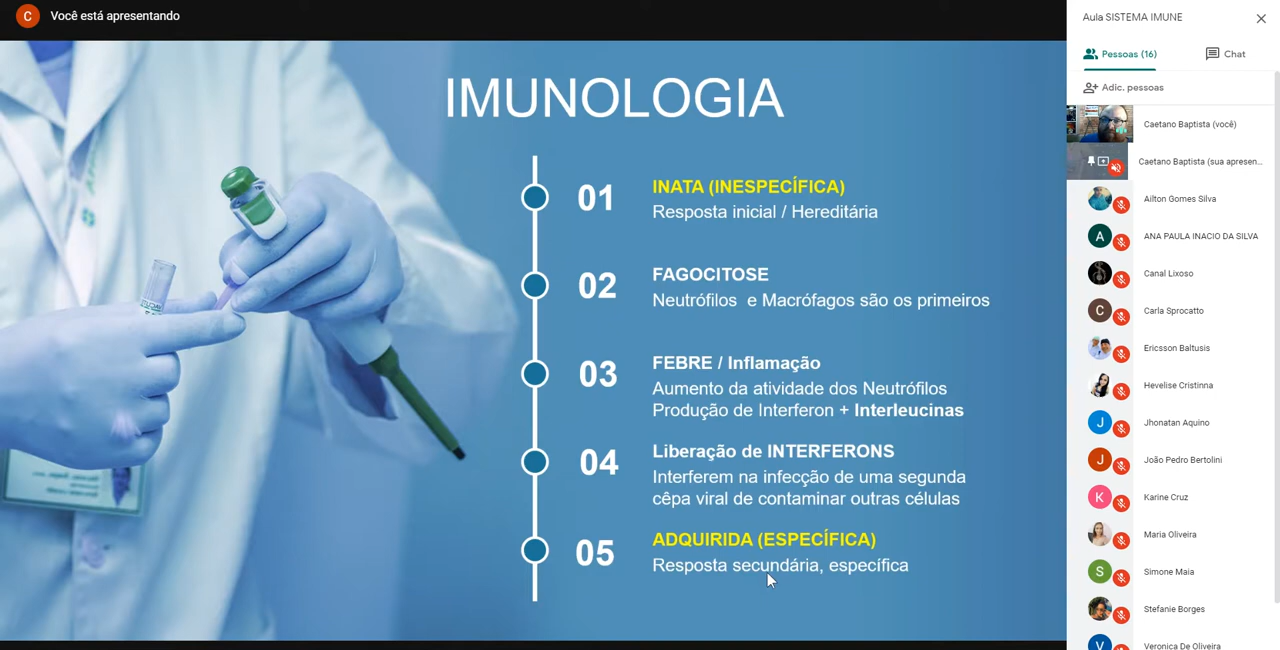 C
Você está apresentando
IMUNOLOGIA
01
INATA (INESPECÍFICA)
Resposta inicial / Hereditária
02
FAGOCITOSE
Neutrófilos e Macrófagos são os primeiros
03
FEBRE / Inflamação
Aumento da atividade dos Neutrófilos
Produção de Interferon + Interleucinas
04
Liberação de INTERFERONS
Interferem na infecção de uma segunda
cêpa viral de contaminar outras células
05
ADQUIRIDA (ESPECÍFICA)
Resposta secundária, específica
Aula SISTEMA IMUNE
Pessoas (16)
Chat
Adic. pessoas
Caetano Baptista (você)
Caetano Baptista (sua apresen...
Ailton Gomes Silva
A
ANA PAULA INACIO DA SILVA
Canal Lixoso
C
Carla Sprocatto
Ericsson Baltusis
Hevelise Cristinna
J
Jhonatan Aquino
J
João Pedro Bertolini
K
Karine Cruz
Maria Oliveira
S
Simone Maia
Stefanie Borges
V
Veronica De Oliveira